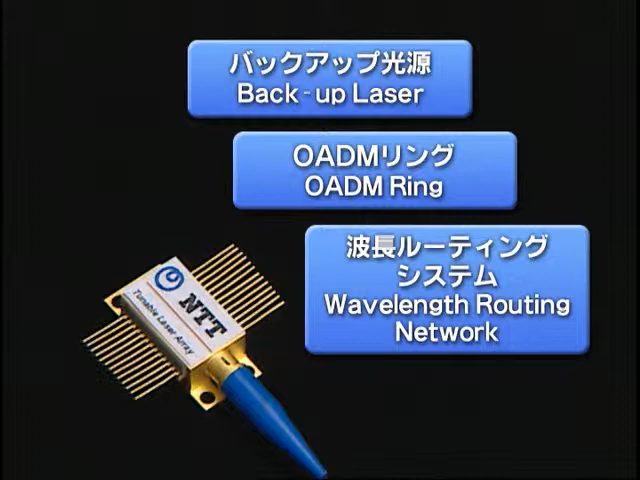 バックアップ光源
Back-up Laser
OADMリング
OADM Ring
波長ルーティング
システム
Wavelength Routing
Network
NTT
Tunable Laser Array